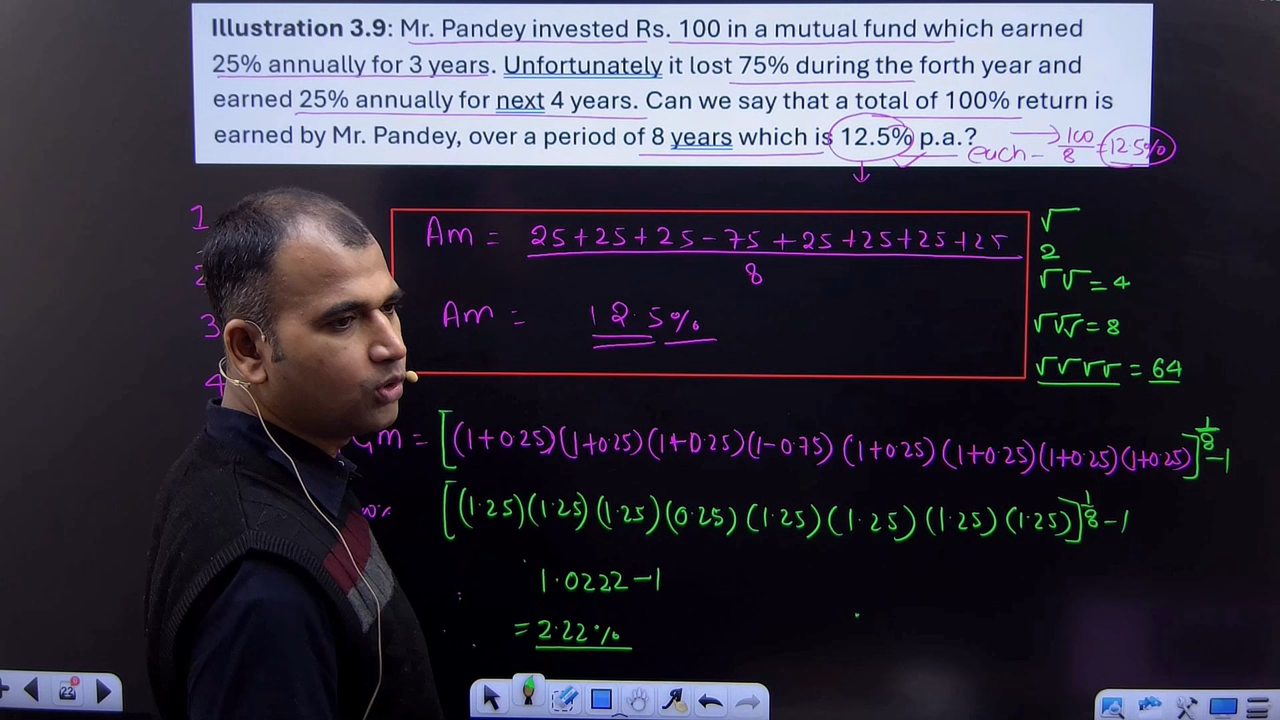 Illustration 3.9: Mr. Pandey invested Rs. 100 in a mutual fund which earned
25% annually for 3 years. Unfortunately it lost 75% during the forth year and
earned 25% annually for next 4 years. Can we say that a total of 100% return is
earned by Mr. Pandey, over a period of 8 years which is 12.5% p.a.?
each - → 100/8 = 12.5%
1
2
3
4
Am = 25+25+25-75+25+25+25+25
8
Am = 12.5%
√
2
√√ = 4
√√√ = 8
√√√√ = 64
Gm = [(1+0.25)(1+0.25)(1+0.25)(1-0.75)(1+0.25)(1+0.25)(1+0.25)(1+0.25)]^1/8 -1
[(1.25)(1.25)(1.25)(0.25)(1.25)(1.25)(1.25)(1.25)]^1/8 -1
1.0222-1
= 2.22%
22